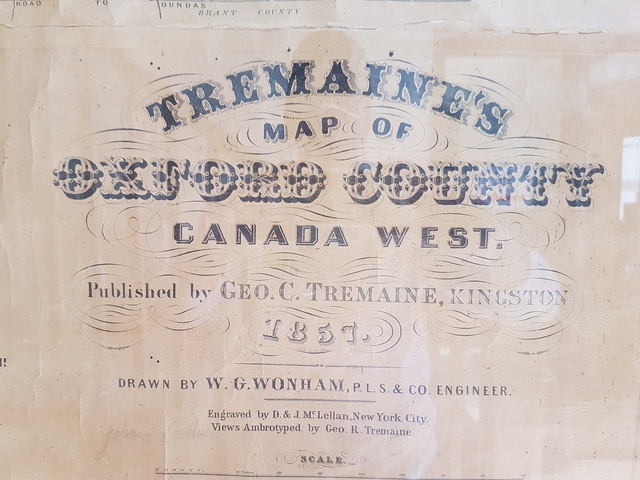 ROAD TO DUNDAS
BRANT COUNTY
TREMAINE'S
MAP OF
OXFORD COUNTY
CANADA WEST.
Published by GEO. C. TREMAINE, KINGSTON
1857.
DRAWN BY W. G. WONHAM, P. L. S. & CO. ENGINEER.
Engraved by D. & J. McLellan, New York City.
Views Ambrotyped by Geo. R. Tremaine.
SCALE.